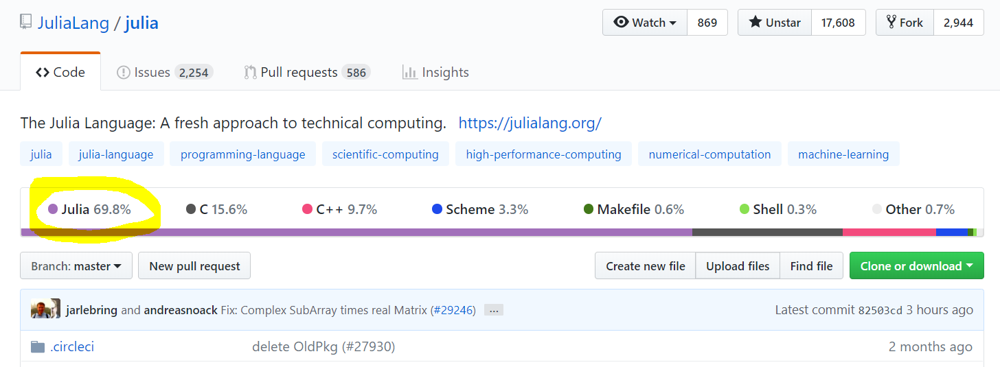 JuliaLang / julia Watch 869 Unstar 17,608 Fork 2,944
Code Issues 2,254 Pull requests 586 Insights
The Julia Language: A fresh approach to technical computing. https://julialang.org/
julia julia-language programming-language scientific-computing high-performance-computing numerical-computation machine-learning
Julia 69.8% C 15.6% C++ 9.7% Scheme 3.3% Makefile 0.6% Shell 0.3% Other 0.7%
Branch: master New pull request Create new file Upload files Find file Clone or download
jarlebring and andreasnoack Fix: Complex SubArray times real Matrix (#29246) ... Latest commit 82503cd 3 hours ago
.circleci delete OldPkg (#27930) 2 months ago